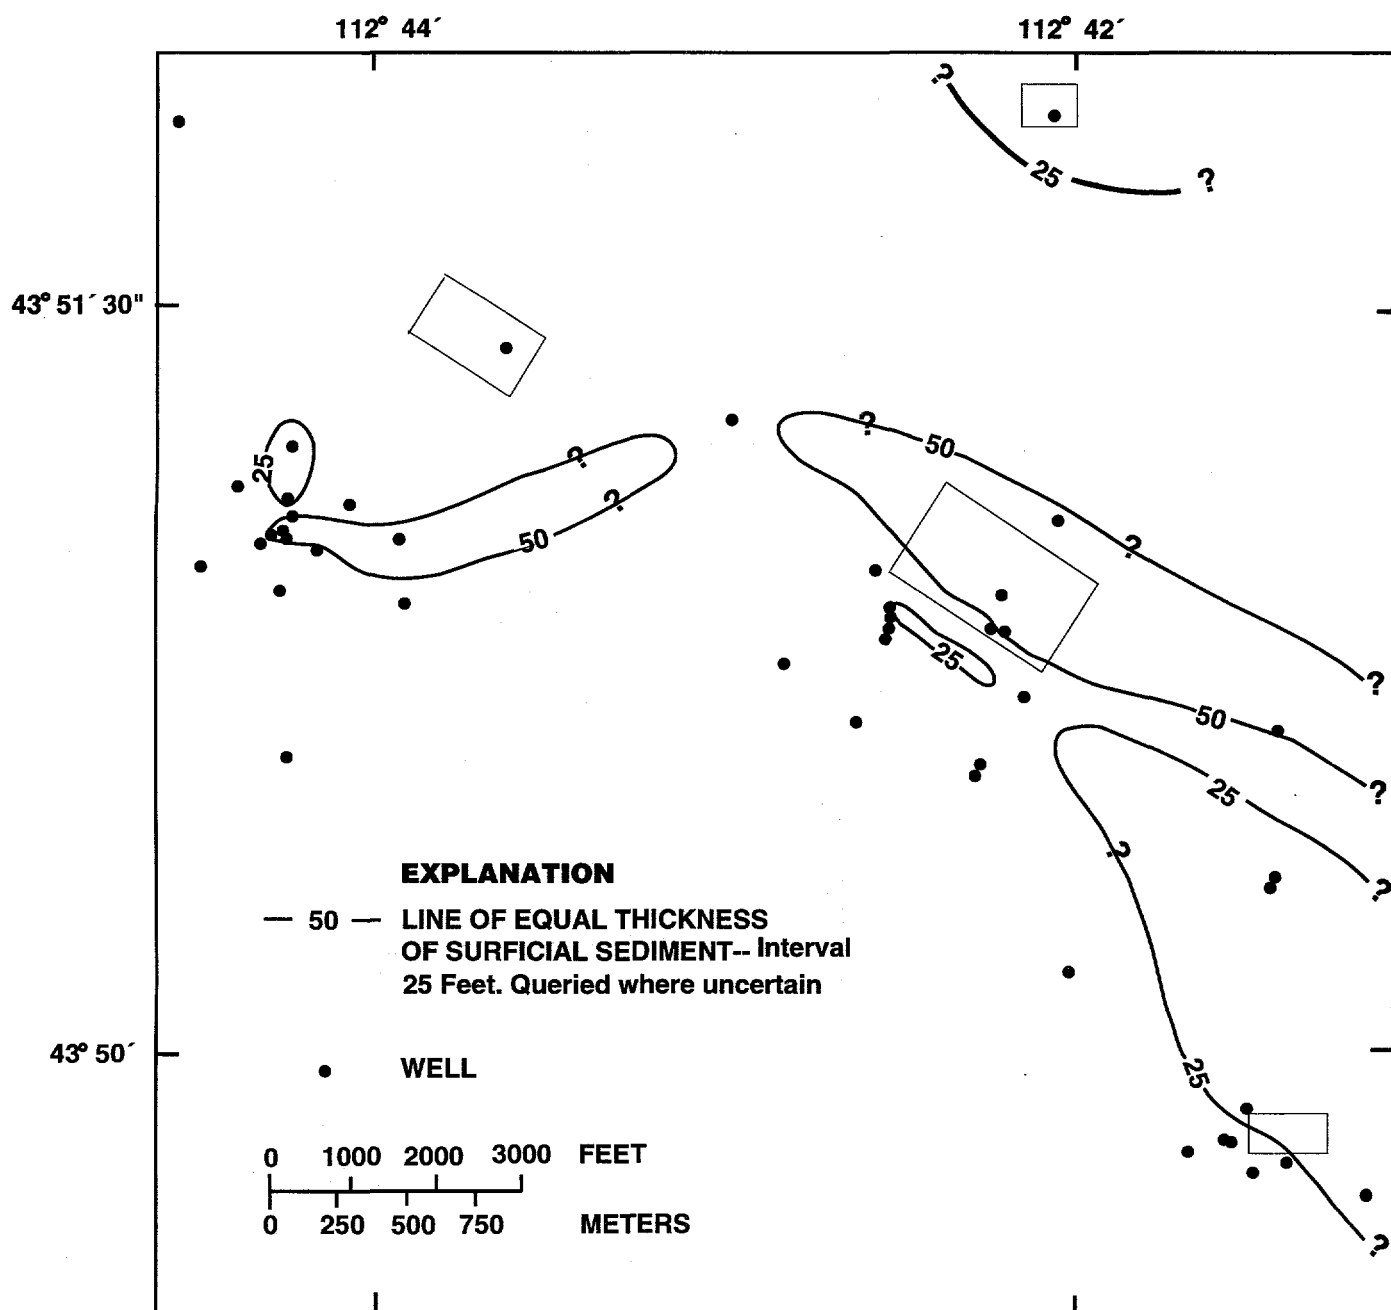 112° 44´ 112° 42´
?
25 ?
43° 51´ 30"
? 50
25 ?
?
50 ?
25
?
50
25 ?
? ?
EXPLANATION
— 50 — LINE OF EQUAL THICKNESS
OF SURFICIAL SEDIMENT-- Interval
25 Feet. Queried where uncertain
43° 50´
WELL
25
0 1000 2000 3000 FEET
0 250 500 750 METERS
?